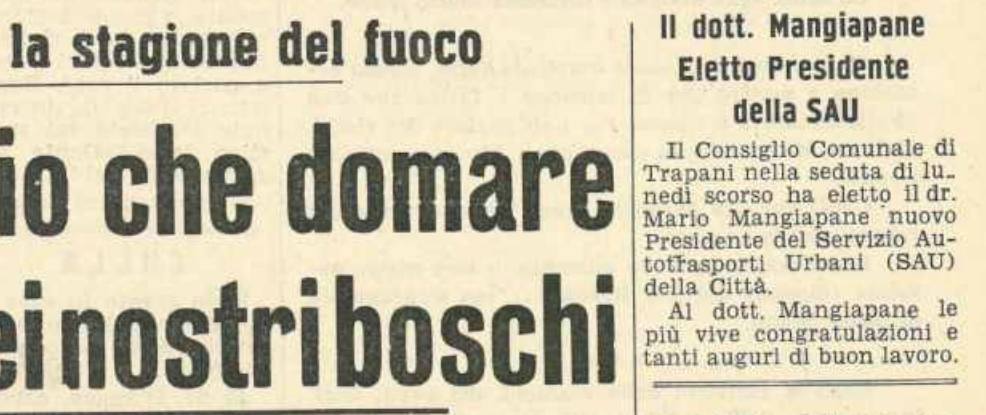 la stagione del fuoco
io che domare
ei nostri boschi
Il dott. Mangiapane
Eletto Presidente
della SAU
Il Consiglio Comunale di
Trapani nella seduta di lu-
nedì scorso ha eletto il dr.
Mario Mangiapane nuovo
Presidente del Servizio Au-
totrasporti Urbani (SAU)
della Città.
Al dott. Mangiapane le
più vive congratulazioni e
tanti auguri di buon lavoro.